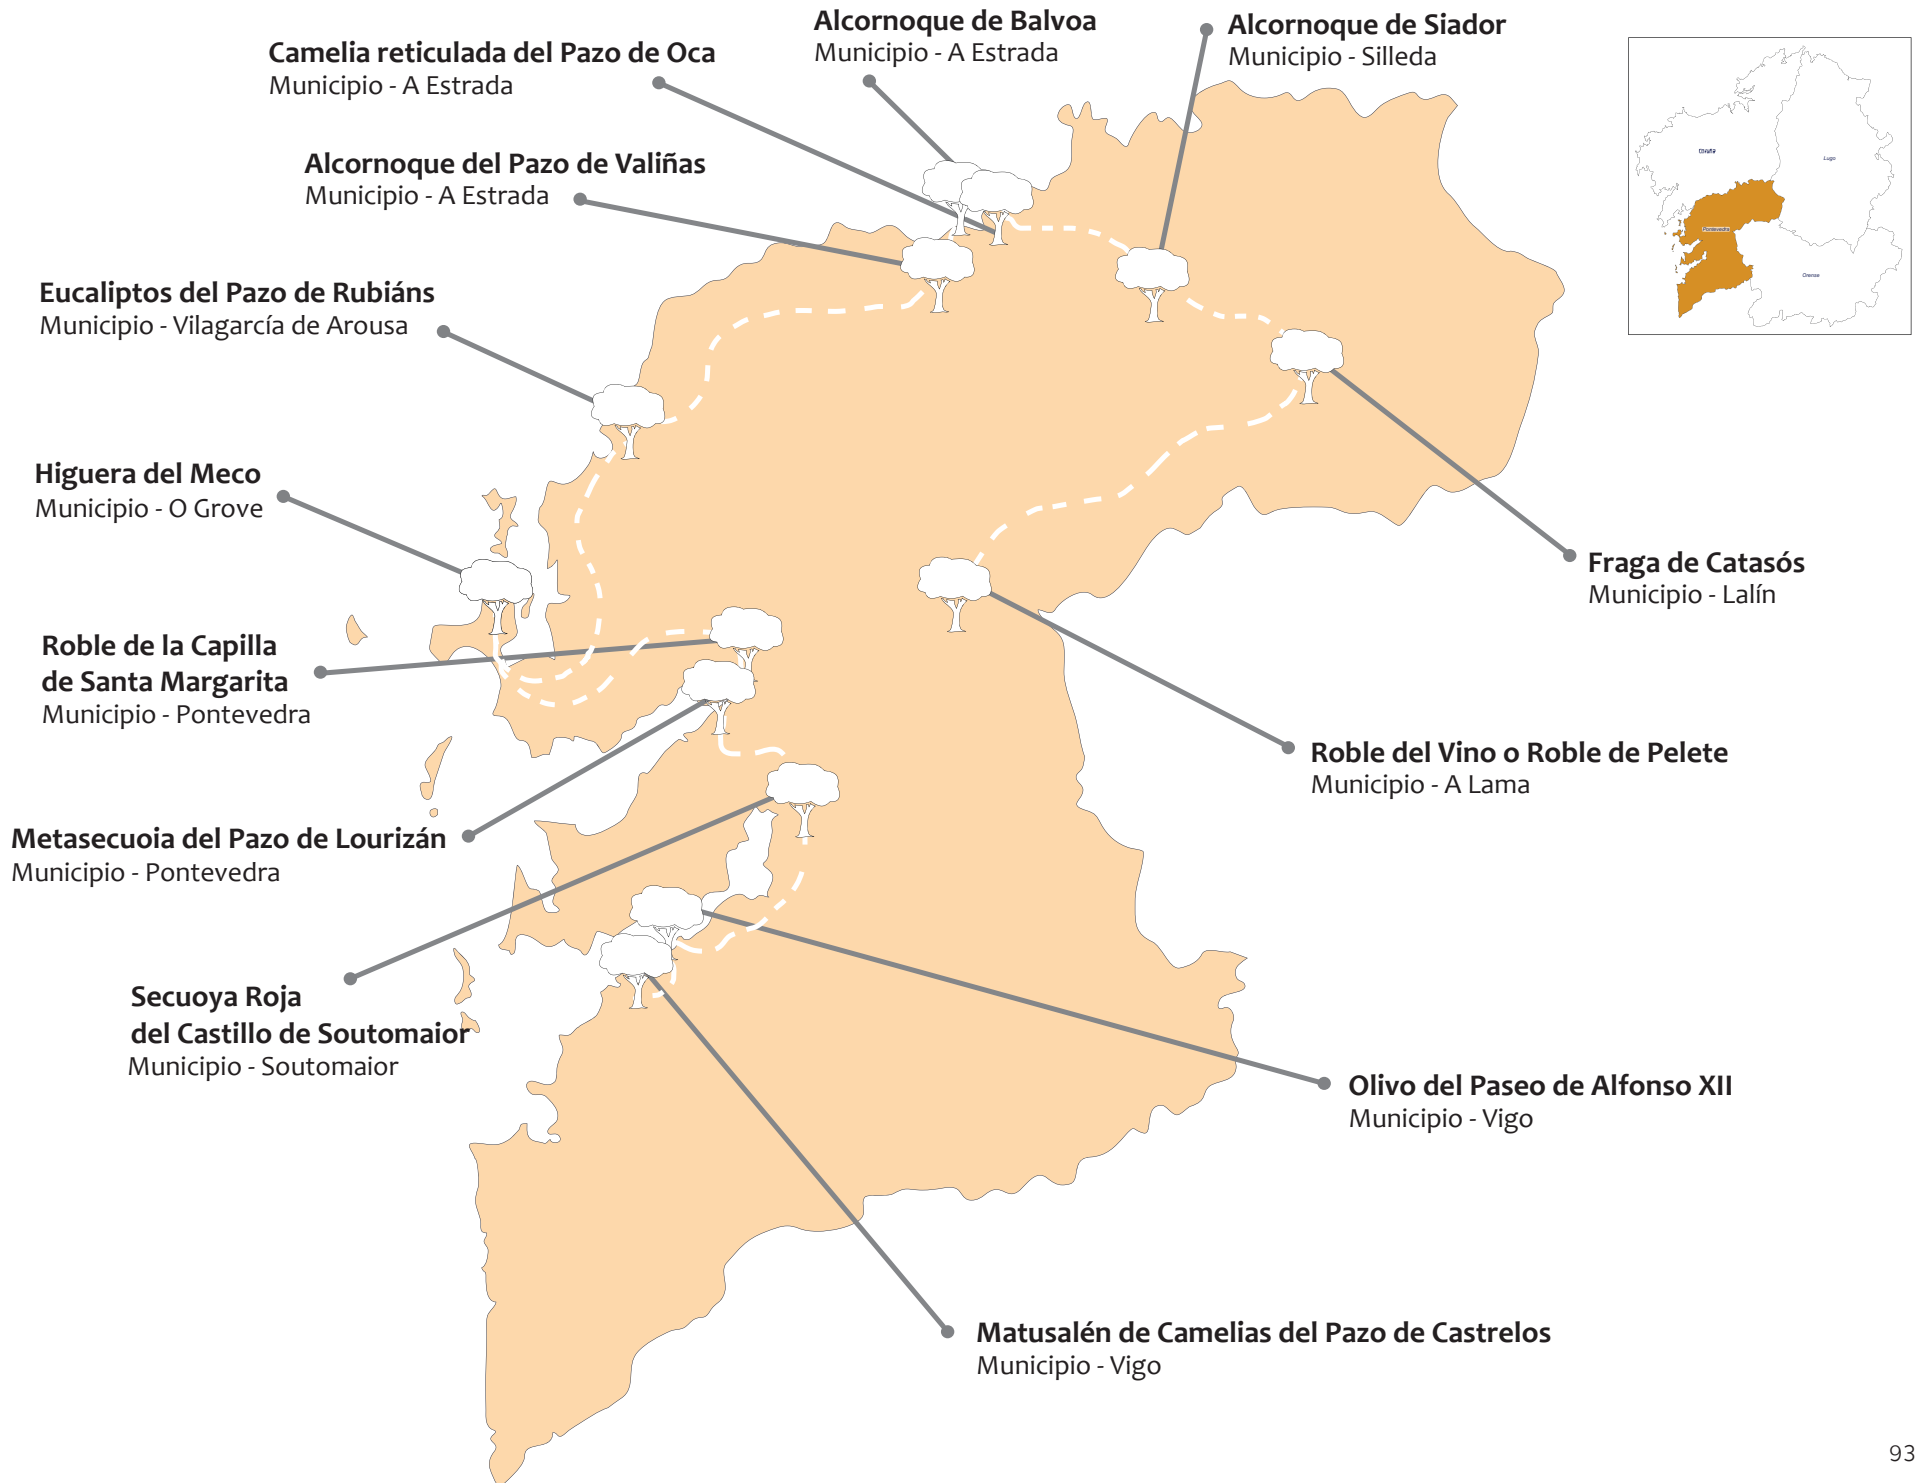 Alcornoque de Balvoa
Municipio - A Estrada
Alcornoque de Siador
Municipio - Silleda
Camelia reticulada del Pazo de Oca
Municipio - A Estrada
Alcornoque del Pazo de Valiñas
Municipio - A Estrada
Coruña
Lugo
Pontevedra
Orense
Eucaliptos del Pazo de Rubiáns
Municipio - Vilagarcía de Arousa
Higuera del Meco
Municipio - O Grove
Fraga de Catasós
Municipio - Lalín
Roble de la Capilla
de Santa Margarita
Municipio - Pontevedra
Roble del Vino o Roble de Pelete
Municipio - A Lama
Metasecuoia del Pazo de Lourizán
Municipio - Pontevedra
Secuoya Roja
del Castillo de Soutomaior
Municipio - Soutomaior
Olivo del Paseo de Alfonso XII
Municipio - Vigo
Matusalén de Camelias del Pazo de Castrelos
Municipio - Vigo
93